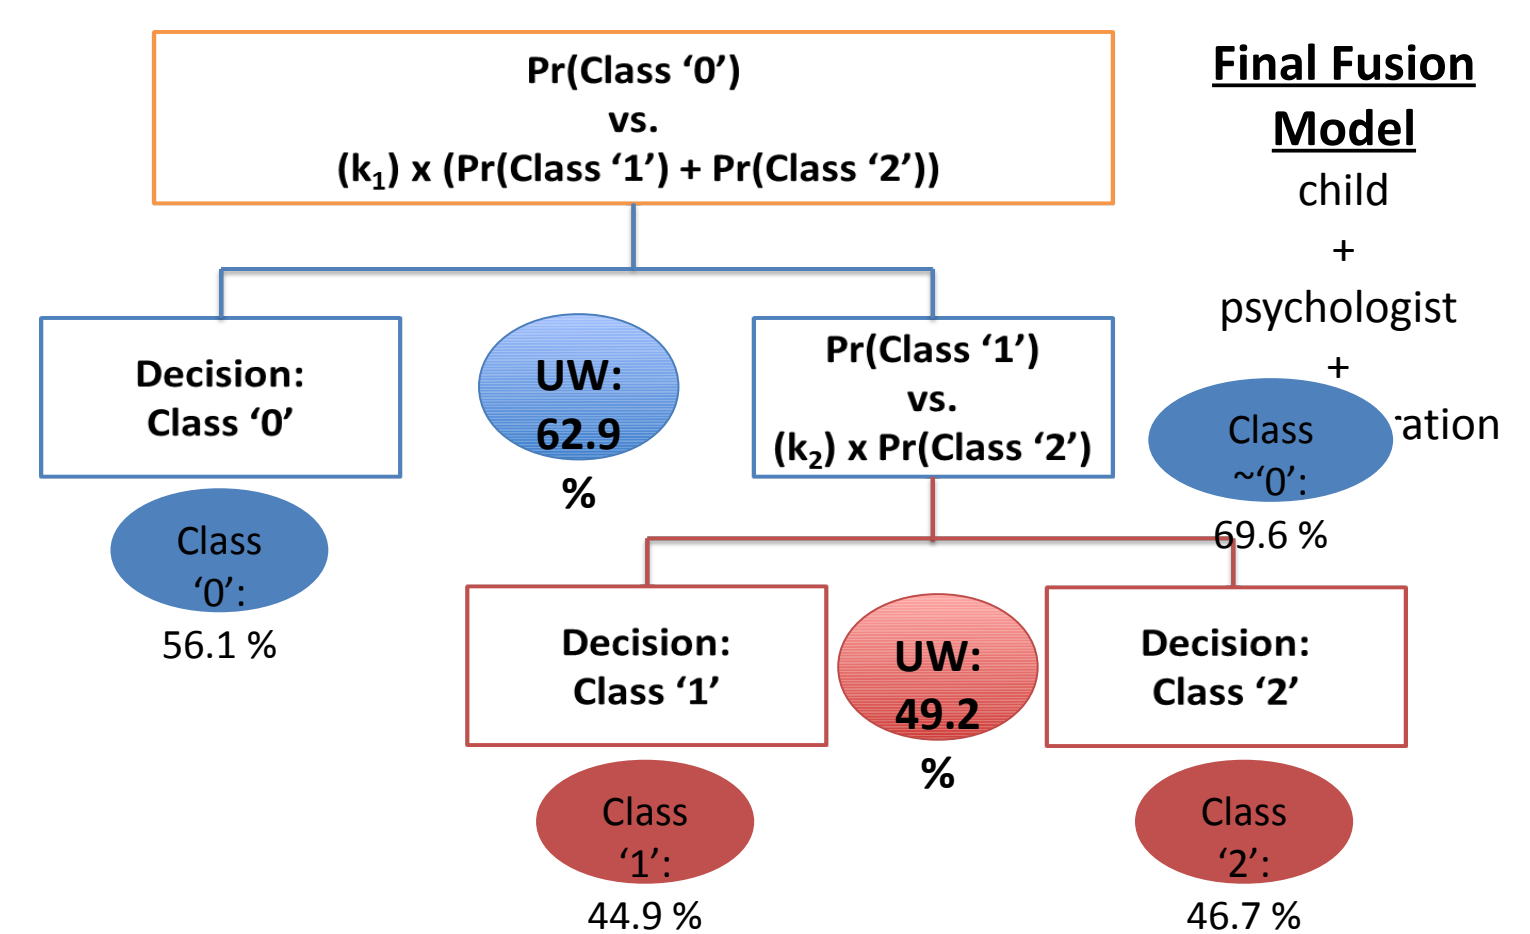 Pr(Class ‘0’)
vs.
(k₁) x (Pr(Class ‘1’) + Pr(Class ‘2’))
Final Fusion
Model
child
+
psychologist
+
Decision:
Class ‘0’
UW:
62.9
%
Pr(Class ‘1’)
vs.
(k₂) x Pr(Class ‘2’)
Class
~‘0’:
69.6 %
Class
‘0’:
56.1 %
Decision:
Class ‘1’
UW:
49.2
%
Decision:
Class ‘2’
Class
‘1’:
44.9 %
Class
‘2’:
46.7 %